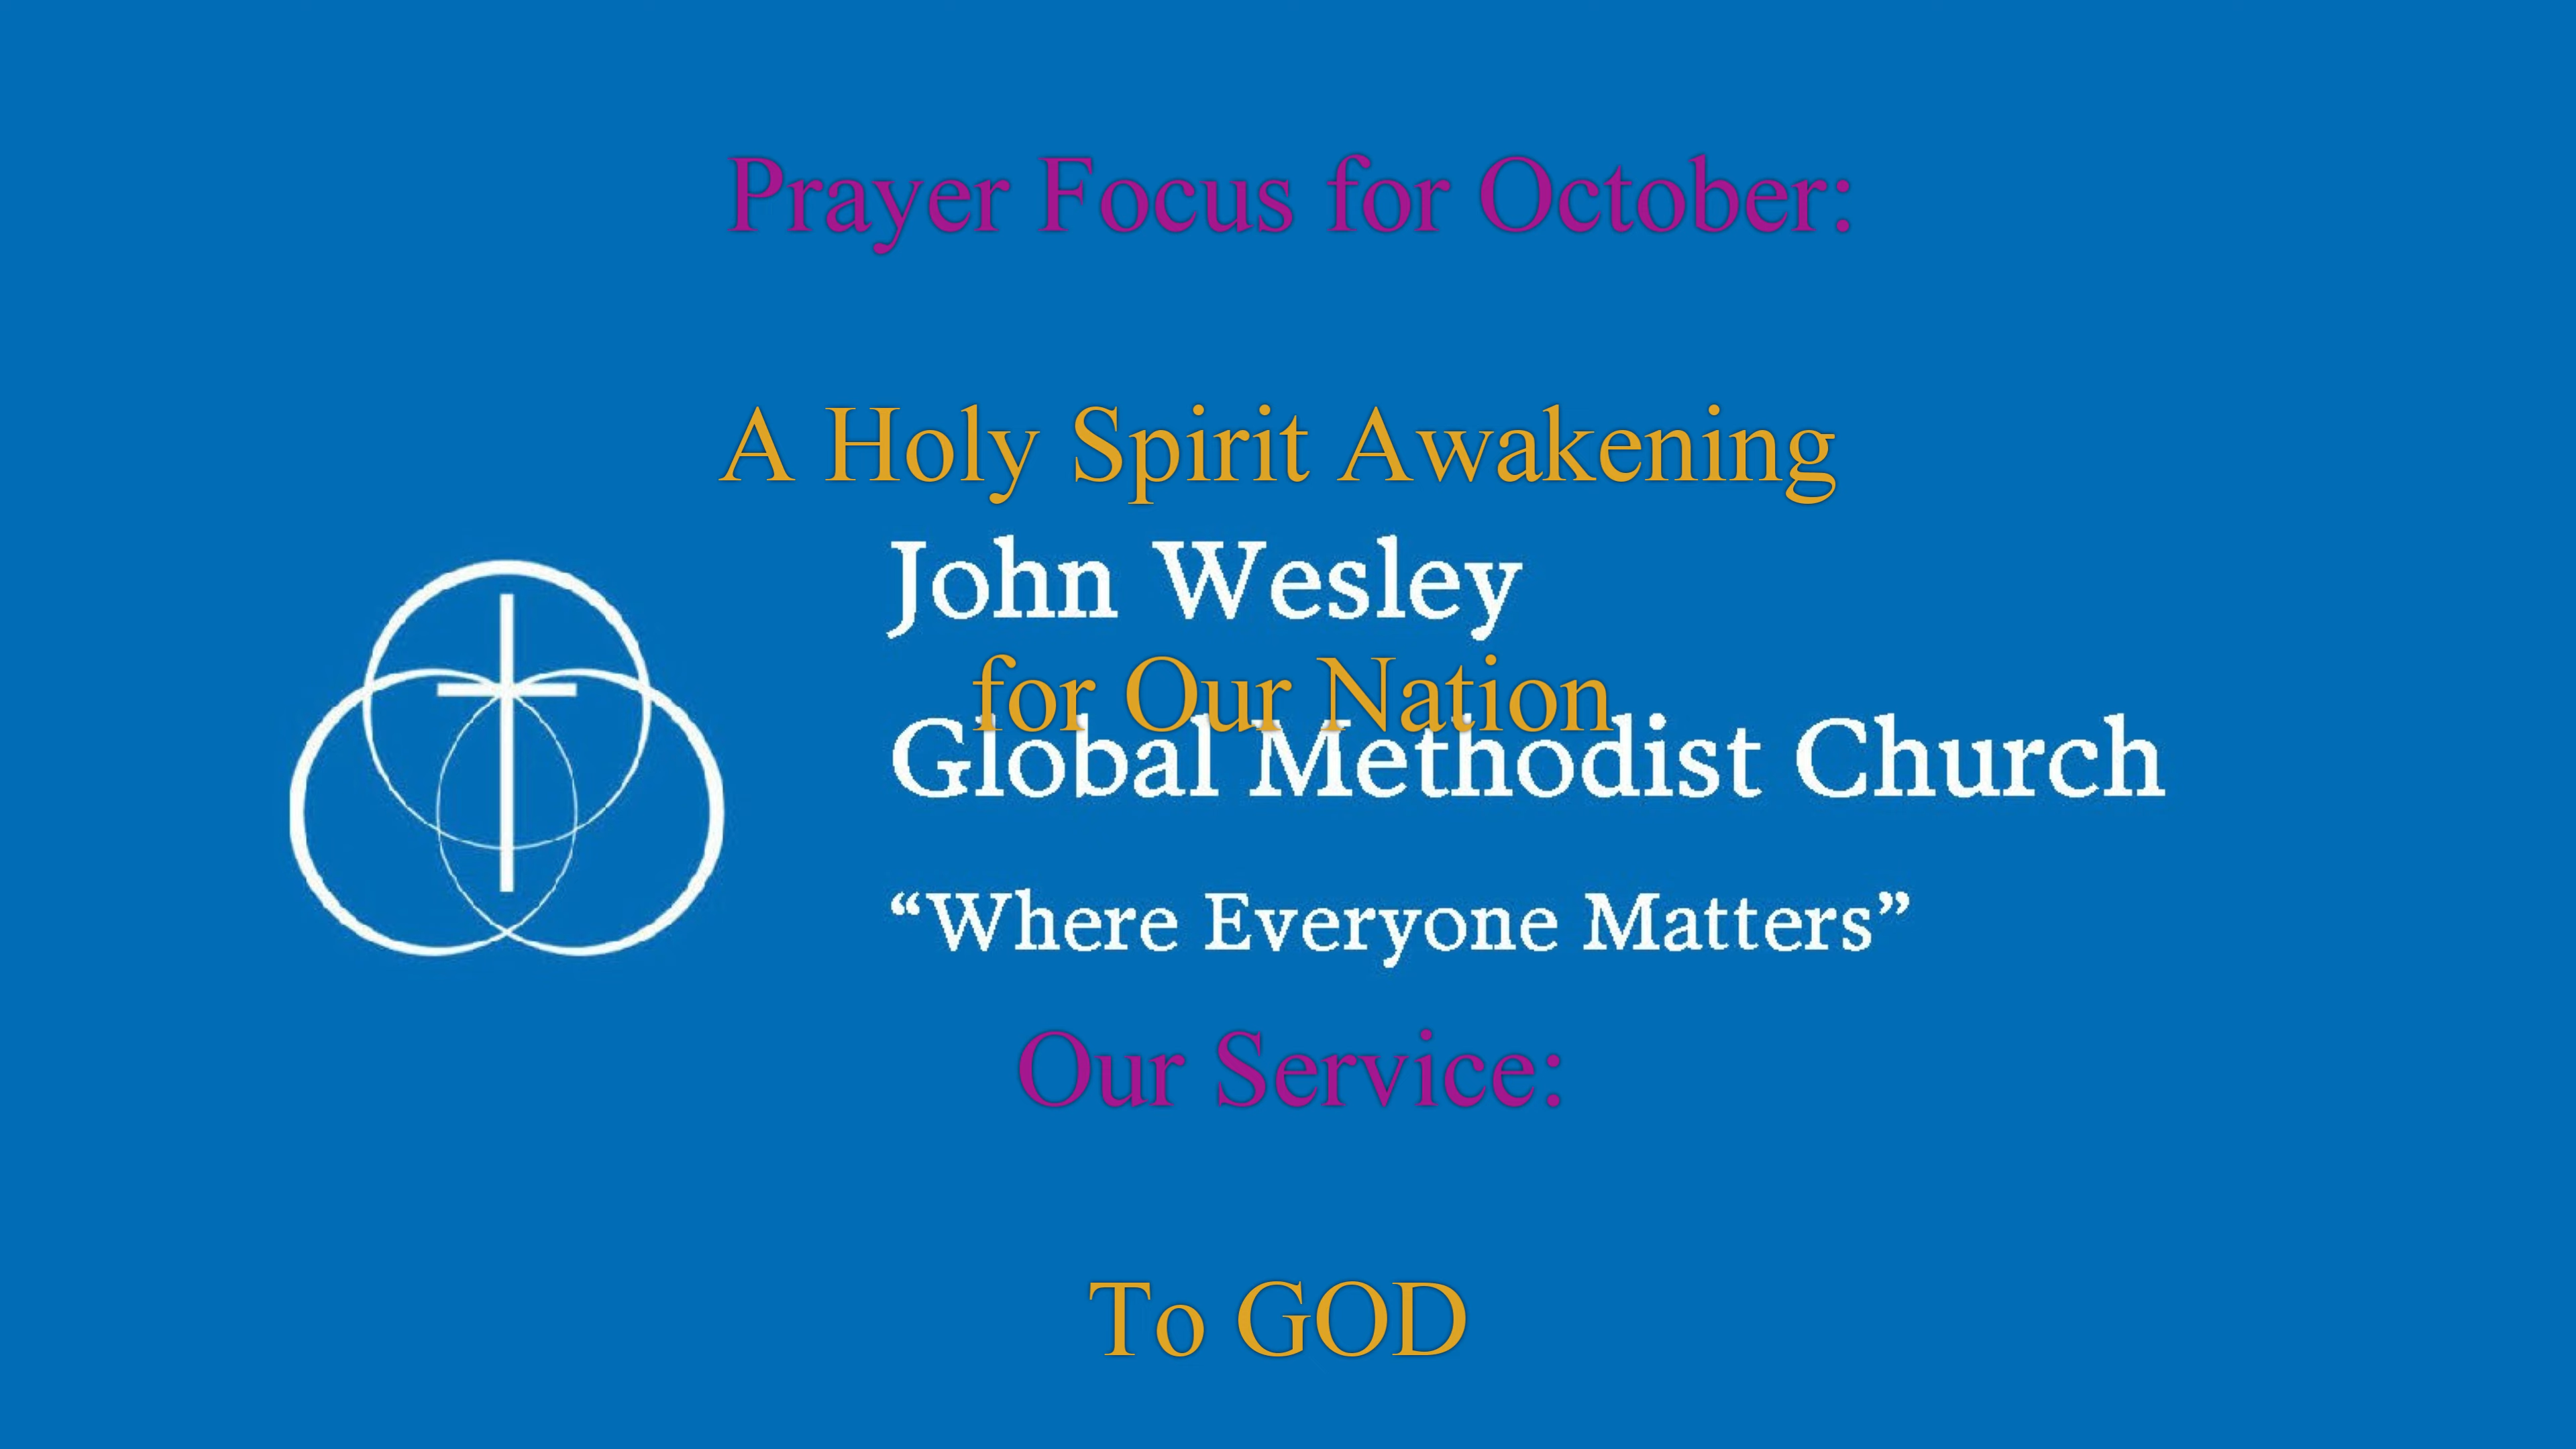 Prayer Focus for October:
A Holy Spirit Awakening
John Wesley
for Our Nation
Global Methodist Church
“Where Everyone Matters”
Our Service:
To GOD